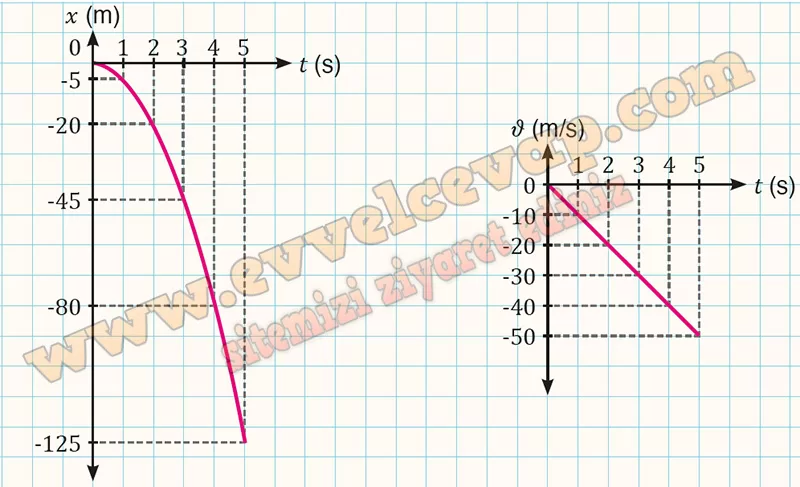 x (m)
0 1 2 3 4 5
t (s)
-5
-20
-45
-80
-125
ϑ (m/s)
1 2 3 4 5
0
t (s)
-10
-20
-30
-40
-50
www.evvelcevap.com
sitemizi ziyaret ediniz